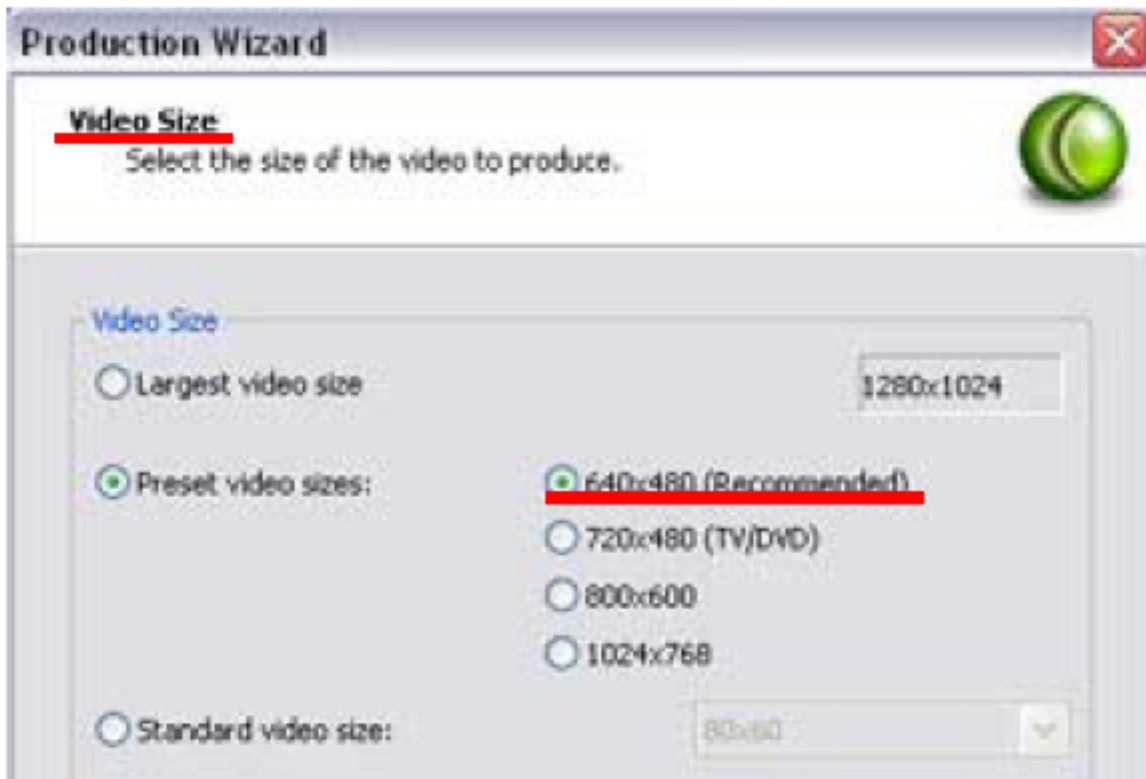 Production Wizard
Video Size
Select the size of the video to produce.
Video Size
Largest video size 1280x1024
Preset video sizes: 640x480 (Recommended)
720x480 (TV/DVD)
800x600
1024x768
Standard video size: 80x60